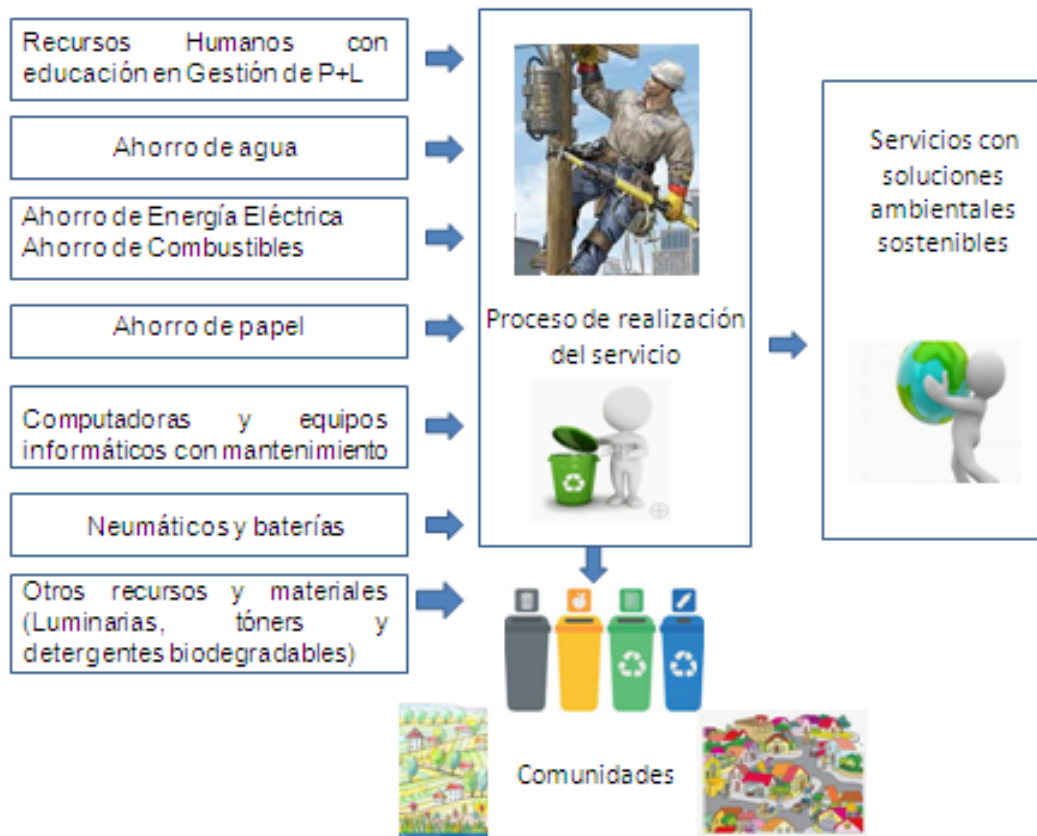 Recursos Humanos con
educación en Gestión de P+L
Ahorro de agua
Ahorro de Energía Eléctrica
Ahorro de Combustibles
Ahorro de papel
Computadoras y equipos
informáticos con mantenimiento
Neumáticos y baterías
Otros recursos y materiales
(Luminarias, tóners y
detergentes biodegradables)
Proceso de realización
del servicio
Servicios con
soluciones
ambientales
sostenibles
Comunidades